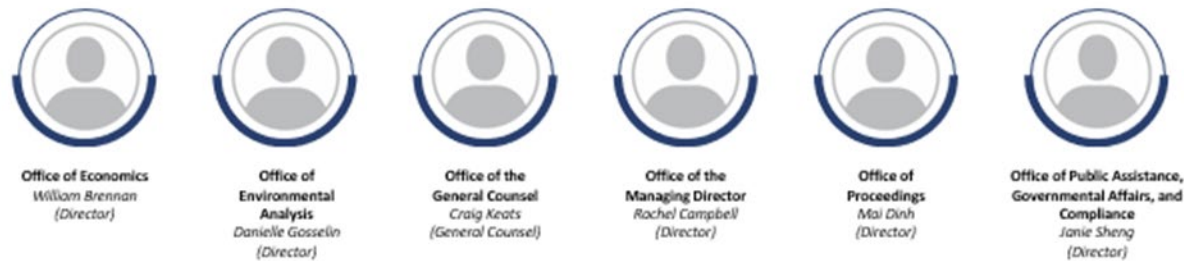 Office of Economics
William Brennan
(Director)
Office of
Environmental
Analysis
Danielle Gosselin
(Director)
Office of the
General Counsel
Craig Keats
(General Counsel)
Office of the
Managing Director
Rachel Campbell
(Director)
Office of
Proceedings
Mai Dinh
(Director)
Office of Public Assistance,
Governmental Affairs, and
Compliance
Janie Sheng
(Director)